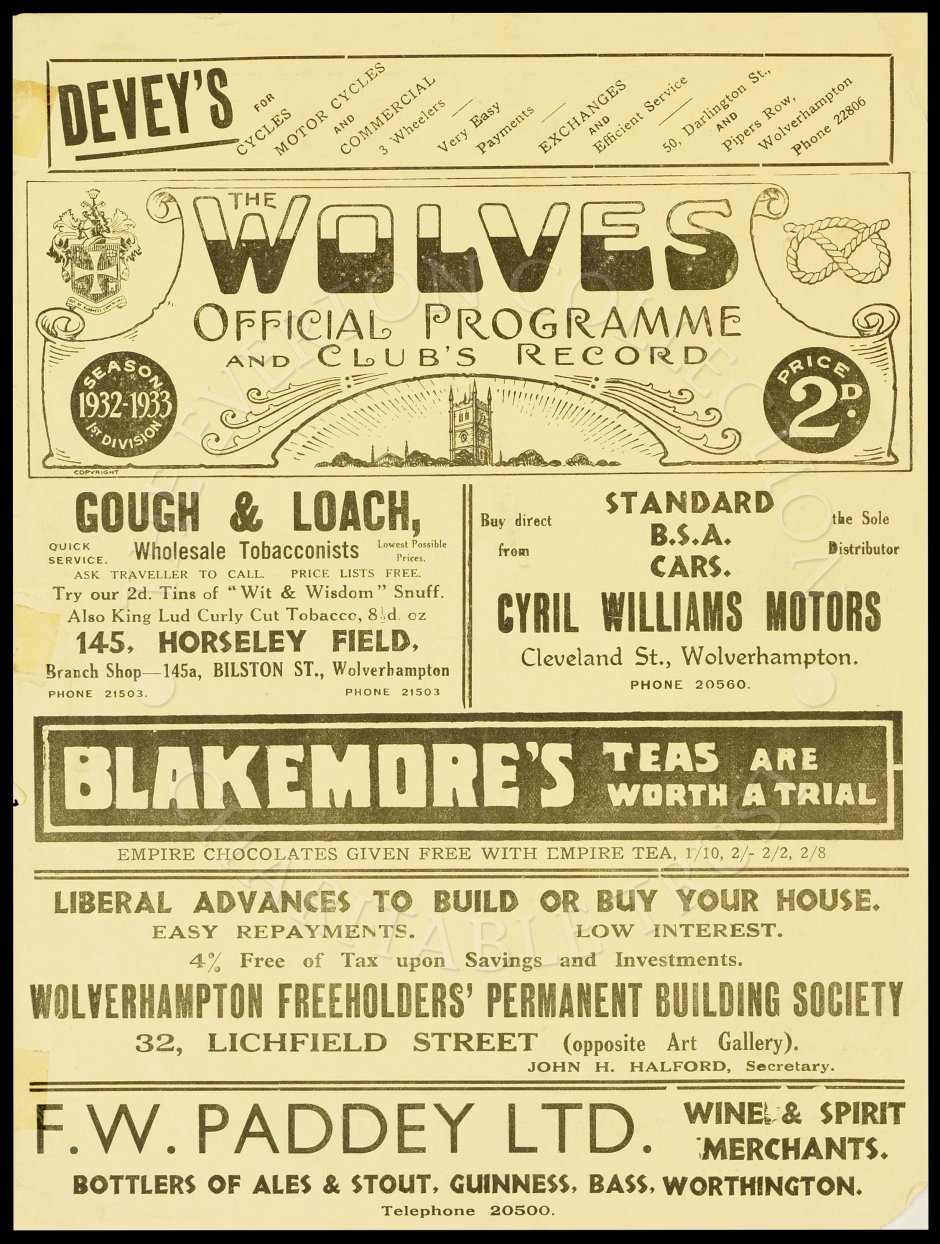 DEVEY'S
FOR
CYCLES
MOTOR CYCLES
AND
COMMERCIAL
3 Wheelers
Very Easy
Payments
EXCHANGES
AND
Efficient Service
50, Darlington St.,
AND
Pipers Row,
Wolverhampton
Phone 22806
THE
WOLVES
OFFICIAL PROGRAMME
AND CLUB'S RECORD
SEASON
1932-1933
1ST DIVISION
COPYRIGHT
PRICE
2D.
GOUGH & LOACH,
QUICK SERVICE.
Wholesale Tobacconists
Lowest Possible Prices.
ASK TRAVELLER TO CALL. PRICE LISTS FREE.
Try our 2d. Tins of "Wit & Wisdom" Snuff.
Also King Lud Curly Cut Tobacco, 8½d. oz
145, HORSELEY FIELD,
Branch Shop—145a, BILSTON ST., Wolverhampton
PHONE 21503. PHONE 21503
Buy direct from
STANDARD
B.S.A.
CARS.
the Sole Distributor
CYRIL WILLIAMS MOTORS
Cleveland St., Wolverhampton.
PHONE 20560.
BLAKEMORE'S TEAS ARE
WORTH A TRIAL
EMPIRE CHOCOLATES GIVEN FREE WITH EMPIRE TEA, 1/10, 2/- 2/2, 2/8
LIBERAL ADVANCES TO BUILD OR BUY YOUR HOUSE.
EASY REPAYMENTS. LOW INTEREST.
4% Free of Tax upon Savings and Investments.
WOLVERHAMPTON FREEHOLDERS' PERMANENT BUILDING SOCIETY
32, LICHFIELD STREET (opposite Art Gallery).
JOHN H. HALFORD, Secretary.
F.W. PADDEY LTD. WINE & SPIRIT
MERCHANTS.
BOTTLERS OF ALES & STOUT, GUINNESS, BASS, WORTHINGTON.
Telephone 20500.
EVERTON COLLECTION
CHARITABLE TRUST